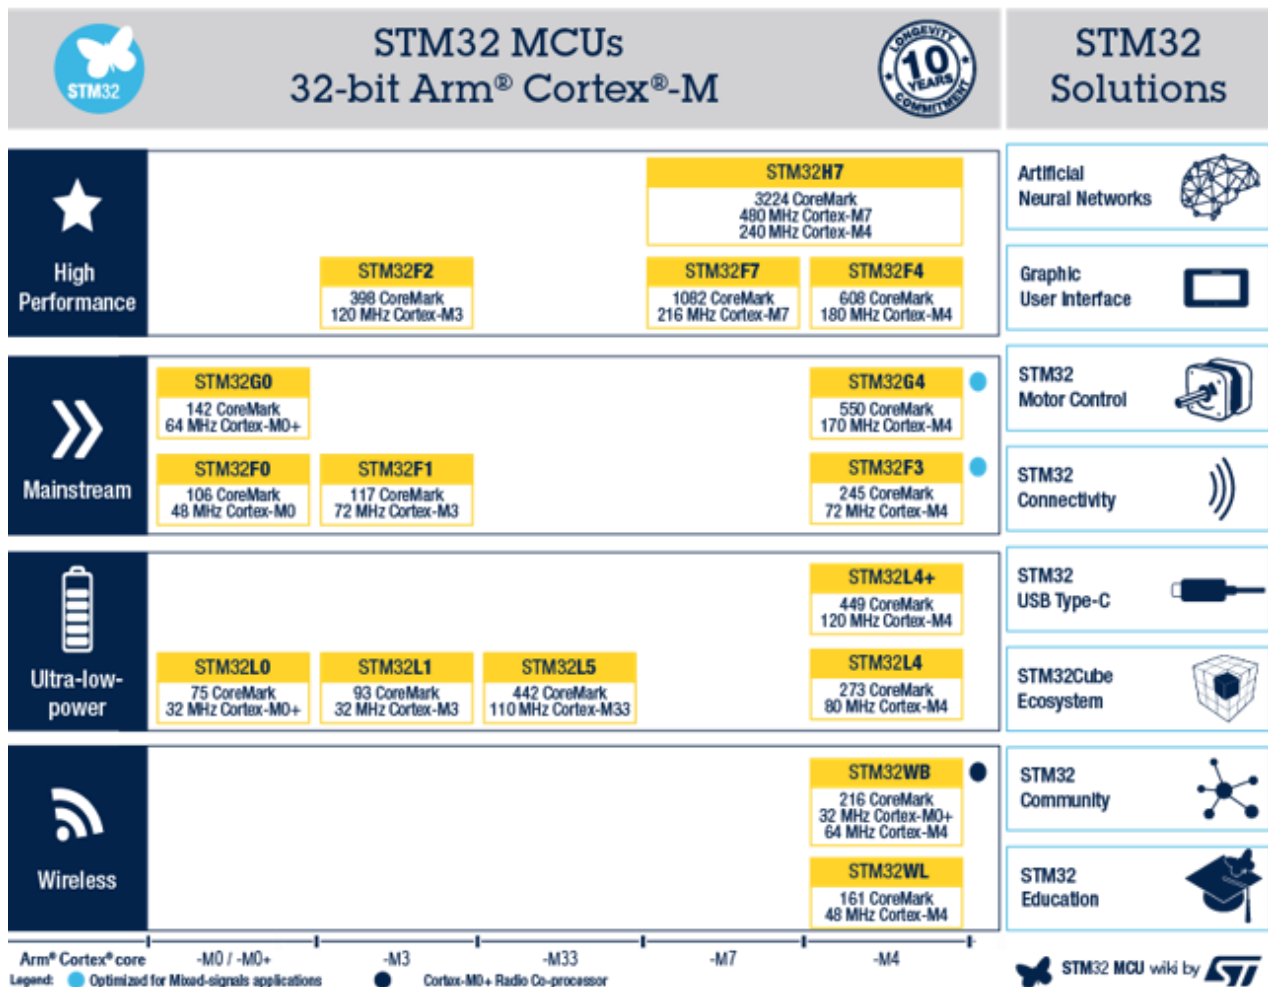 STM32
STM32 MCUs
32-bit Arm® Cortex®-M
LONGEVITY
10
YEARS
COMMITMENT
STM32
Solutions
High
Performance
STM32H7
3224 CoreMark
480 MHz Cortex-M7
240 MHz Cortex-M4
STM32F2
398 CoreMark
120 MHz Cortex-M3
STM32F7
1082 CoreMark
216 MHz Cortex-M7
STM32F4
608 CoreMark
180 MHz Cortex-M4
Mainstream
STM32G0
142 CoreMark
64 MHz Cortex-M0+
STM32G4
550 CoreMark
170 MHz Cortex-M4
STM32F0
106 CoreMark
48 MHz Cortex-M0
STM32F1
117 CoreMark
72 MHz Cortex-M3
STM32F3
245 CoreMark
72 MHz Cortex-M4
Ultra-low-
power
STM32L4+
449 CoreMark
120 MHz Cortex-M4
STM32L0
75 CoreMark
32 MHz Cortex-M0+
STM32L1
93 CoreMark
32 MHz Cortex-M3
STM32L5
442 CoreMark
110 MHz Cortex-M33
STM32L4
273 CoreMark
80 MHz Cortex-M4
Wireless
STM32WB
216 CoreMark
32 MHz Cortex-M0+
64 MHz Cortex-M4
STM32WL
161 CoreMark
48 MHz Cortex-M4
Arm® Cortex® core
-M0 / -M0+
-M3
-M33
-M7
-M4
Legend:
Optimized for Mixed-signals applications
Cortex-M0+ Radio Co-processor
Artificial
Neural Networks
Graphic
User Interface
STM32
Motor Control
STM32
Connectivity
STM32
USB Type-C
STM32Cube
Ecosystem
STM32
Community
STM32
Education
STM32 MCU wiki by ST